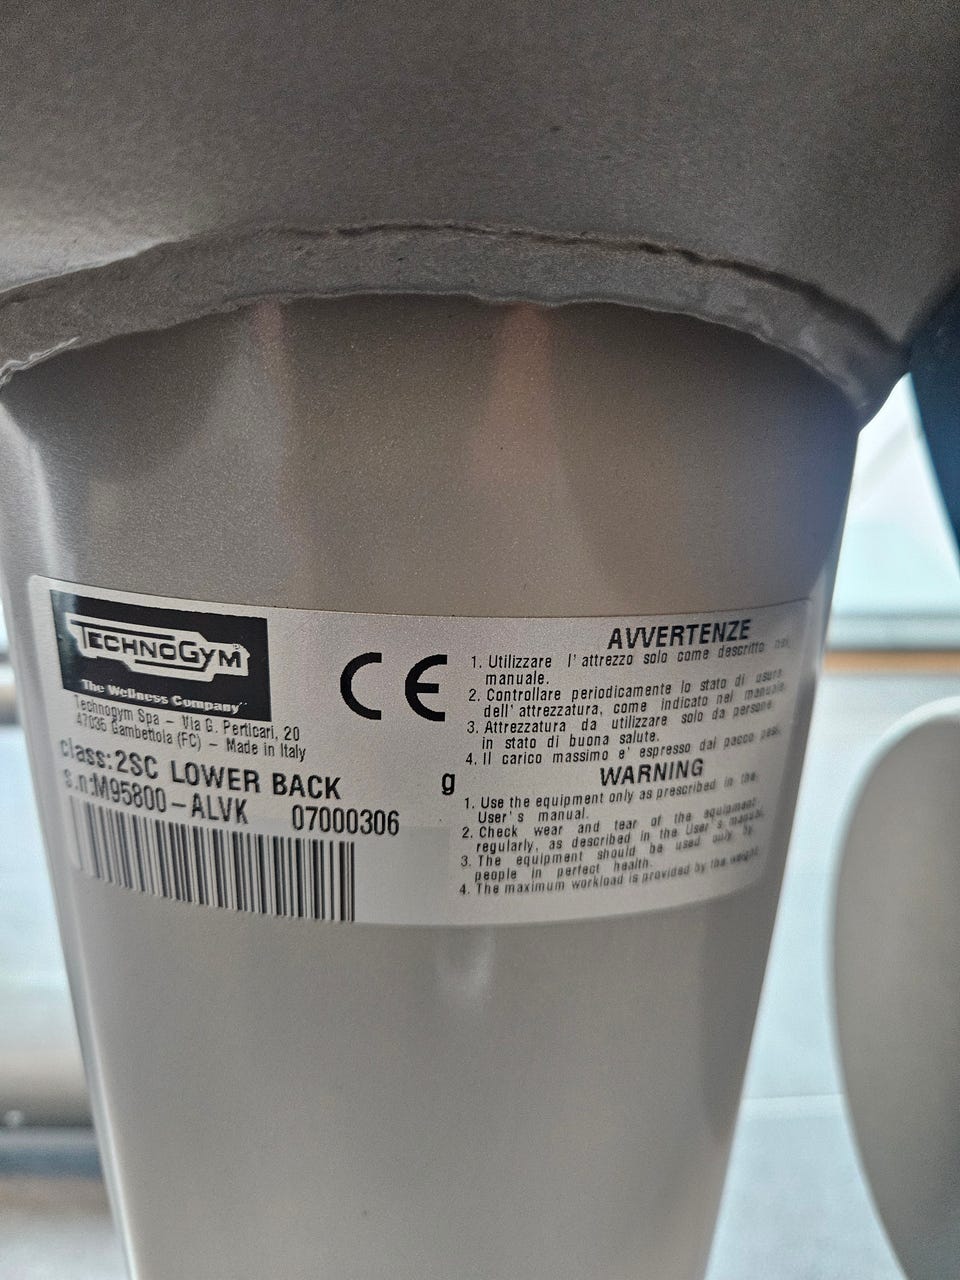 TECHNOGYM
The Wellness Company
Technogym Spa – Via G. Perticari, 20
47035 Gambettola (FC) – Made in Italy
class:2SC LOWER BACK
s.n:M95800-ALVK 07000306
CE
g
AVVERTENZE
1. Utilizzare l'attrezzo solo come descritto nel
manuale.
2. Controllare periodicamente lo stato di usura
dell'attrezzatura, come indicato nel manuale.
3. Attrezzatura da utilizzare solo da persone
in stato di buona salute.
4. Il carico massimo e' espresso dal pacco pesi.
WARNING
1. Use the equipment only as prescribed in the
User's manual.
2. Check wear and tear of the equipment
regularly, as described in the User's manual.
3. The equipment should be used only by
people in perfect health.
4. The maximum workload is provided by the weight